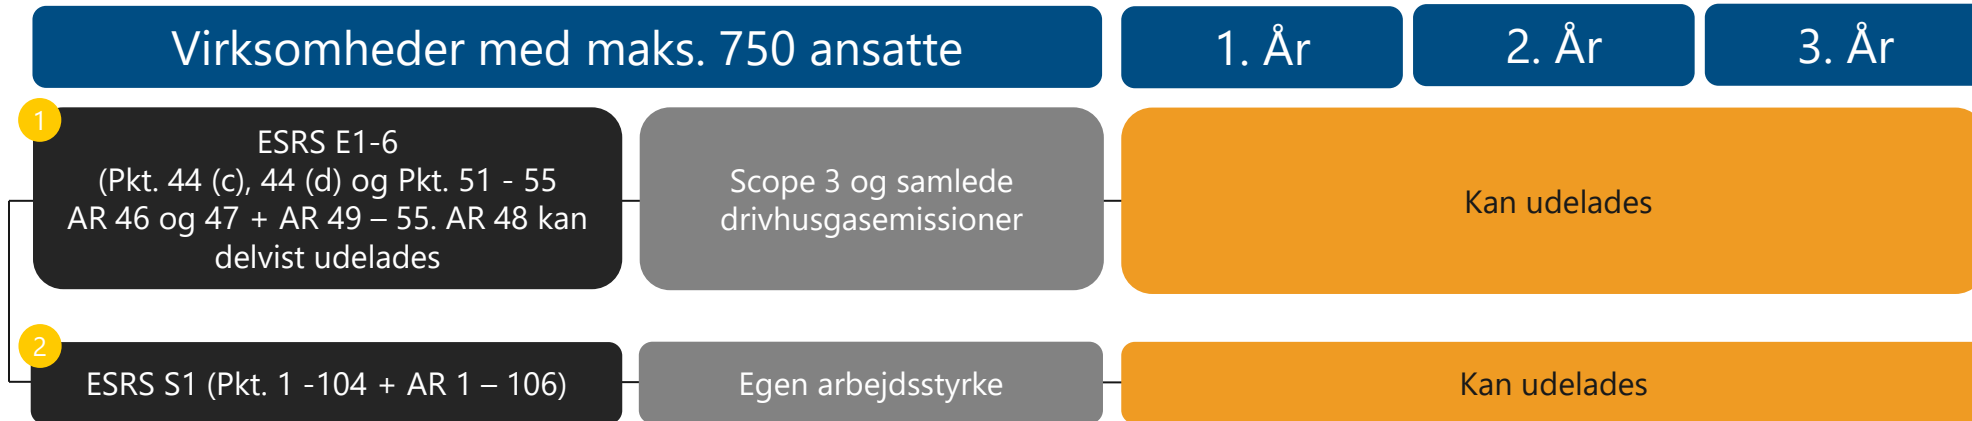 Virksomheder med maks. 750 ansatte
1. År
2. År
3. År
1
ESRS E1-6
(Pkt. 44 (c), 44 (d) og Pkt. 51 - 55
AR 46 og 47 + AR 49 – 55. AR 48 kan
delvist udelades
Scope 3 og samlede
drivhusgasemissioner
Kan udelades
2
ESRS S1 (Pkt. 1 -104 + AR 1 – 106)
Egen arbejdsstyrke
Kan udelades